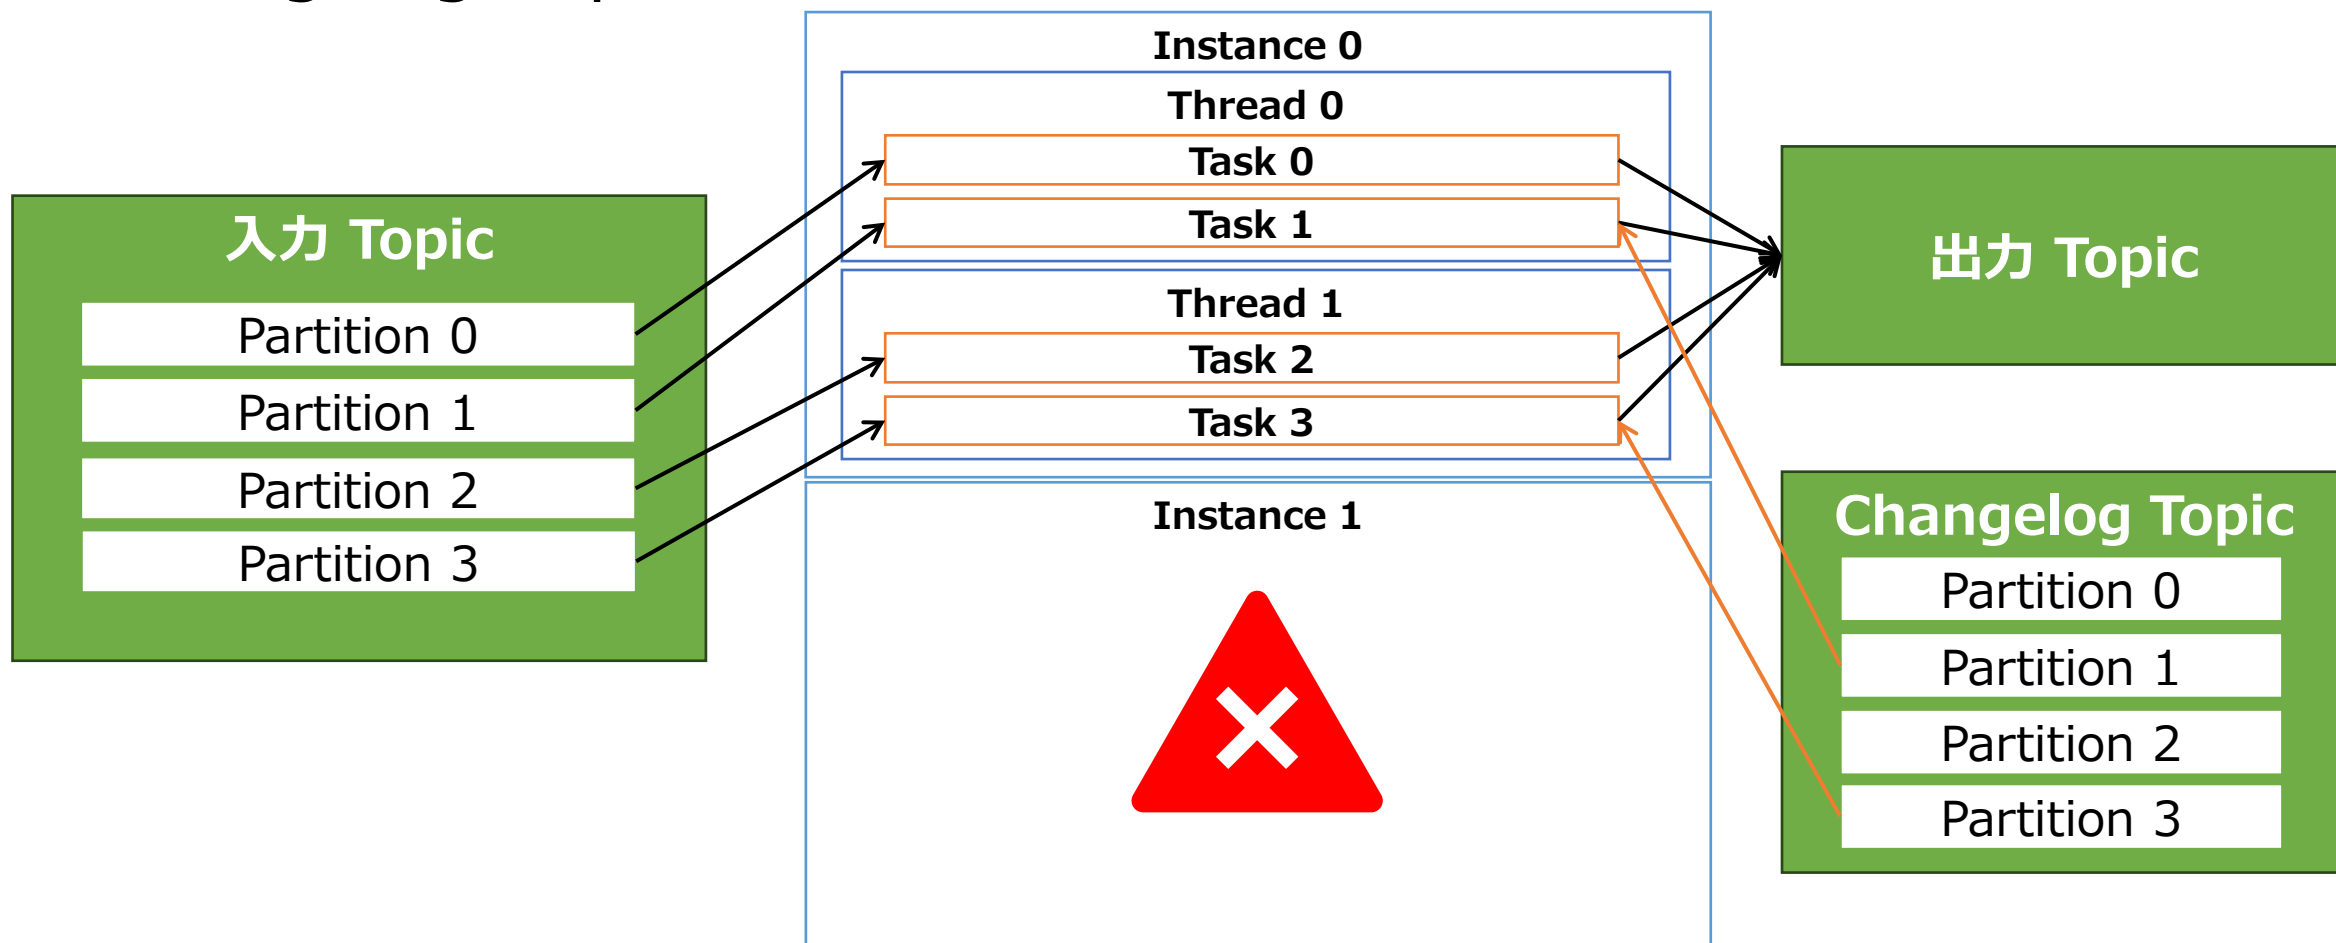 入力 Topic
Partition 0
Partition 1
Partition 2
Partition 3
Instance 0
Thread 0
Task 0
Task 1
Thread 1
Task 2
Task 3
Instance 1
出力 Topic
Changelog Topic
Partition 0
Partition 1
Partition 2
Partition 3